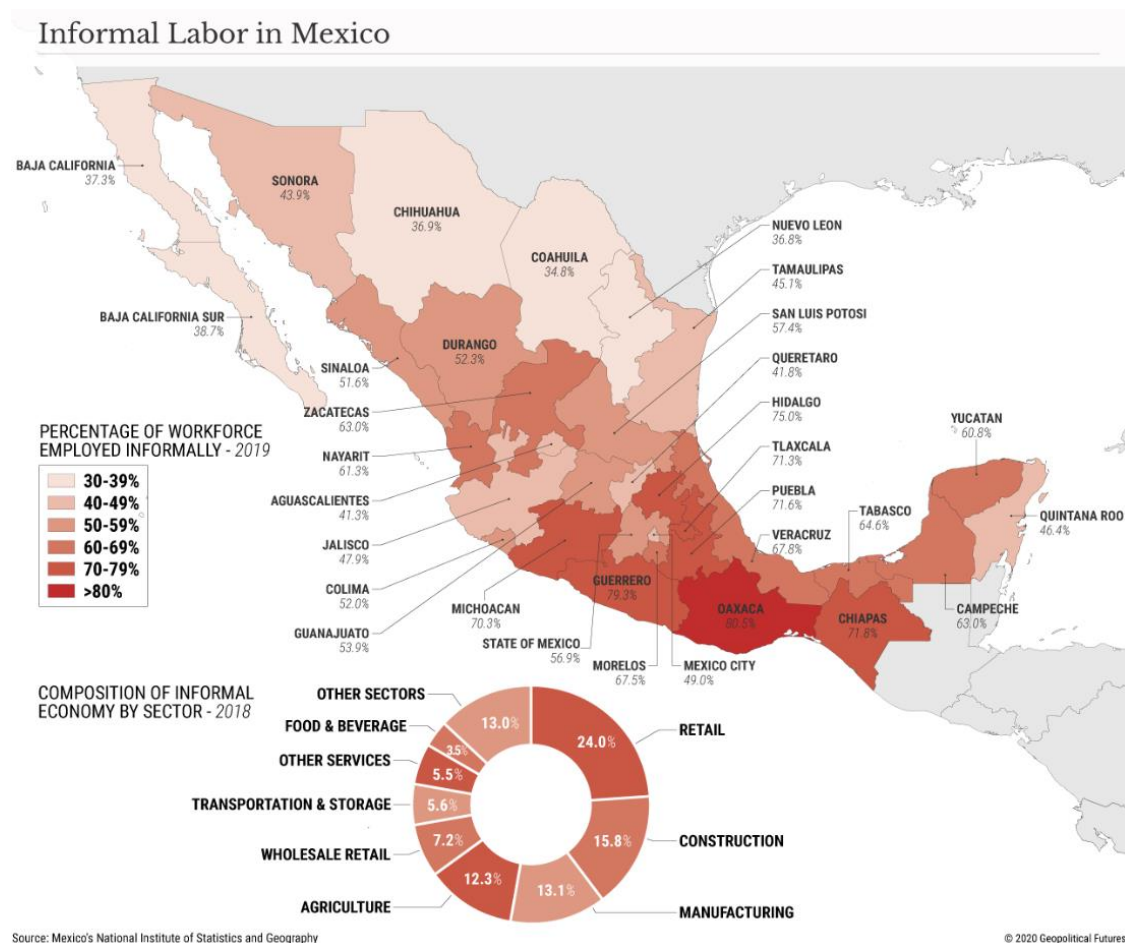 Informal Labor in Mexico
BAJA CALIFORNIA
37.3%
SONORA
43.9%
CHIHUAHUA
36.9%
COAHUILA
34.8%
NUEVO LEON
36.8%
TAMAULIPAS
45.1%
SAN LUIS POTOSI
57.4%
QUERETARO
41.8%
HIDALGO
75.0%
TLAXCALA
71.3%
PUEBLA
71.6%
VERACRUZ
67.8%
TABASCO
64.6%
YUCATAN
60.8%
QUINTANA ROO
46.4%
CAMPECHE
63.0%
CHIAPAS
71.8%
OAXACA
80.5%
GUERRERO
79.3%
MEXICO CITY
49.0%
MORELOS
67.5%
STATE OF MEXICO
56.9%
MICHOACAN
70.3%
BAJA CALIFORNIA SUR
38.7%
DURANGO
52.3%
SINALOA
51.6%
ZACATECAS
63.0%
NAYARIT
61.3%
AGUASCALIENTES
41.3%
JALISCO
47.9%
COLIMA
52.0%
GUANAJUATO
53.9%
PERCENTAGE OF WORKFORCE
EMPLOYED INFORMALLY - 2019
30-39%
40-49%
50-59%
60-69%
70-79%
>80%
COMPOSITION OF INFORMAL
ECONOMY BY SECTOR - 2018
OTHER SECTORS
13.0%
FOOD & BEVERAGE
3.5%
OTHER SERVICES
5.5%
TRANSPORTATION & STORAGE
5.6%
WHOLESALE RETAIL
7.2%
AGRICULTURE
12.3%
RETAIL
24.0%
CONSTRUCTION
15.8%
MANUFACTURING
13.1%
Source: Mexico's National Institute of Statistics and Geography
© 2020 Geopolitical Futures